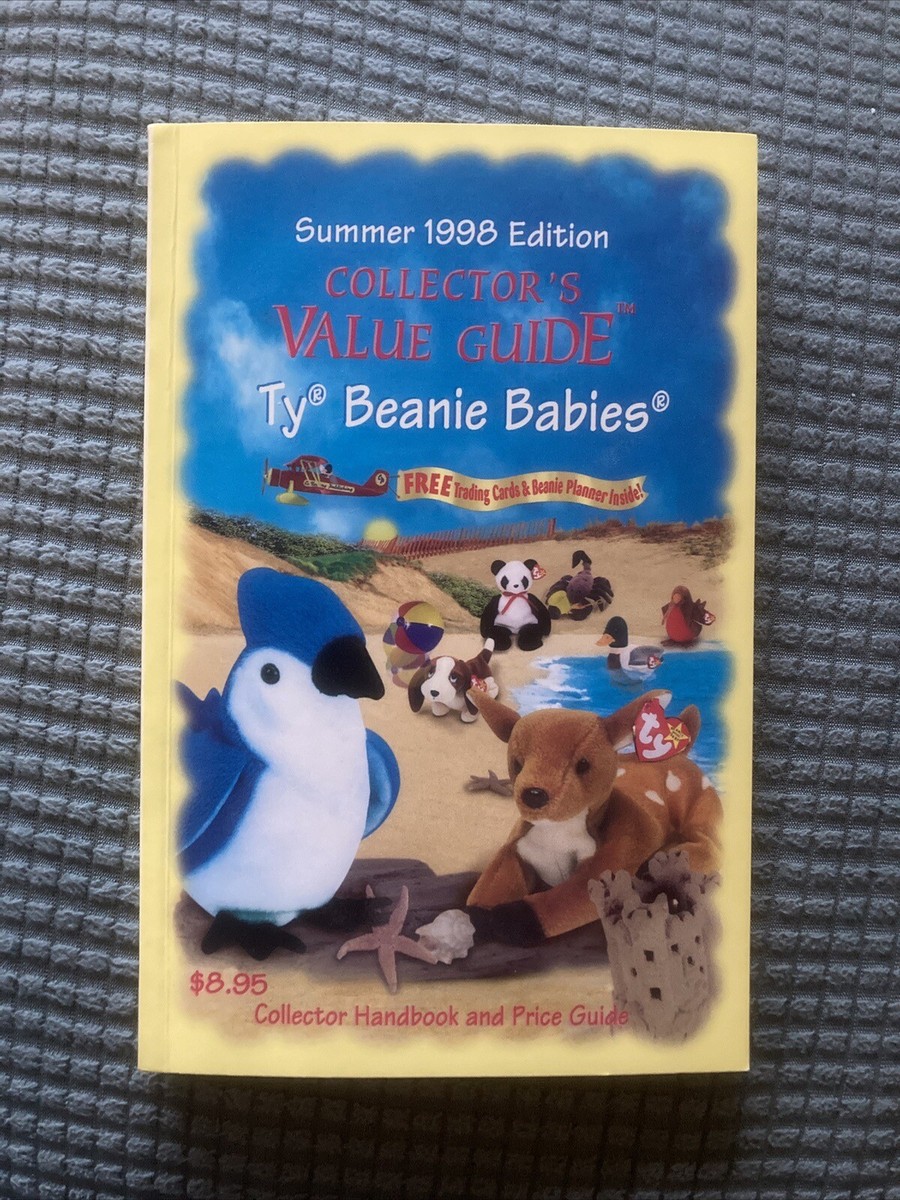 Summer 1998 Edition
COLLECTOR'S
VALUE GUIDE™
Ty® Beanie Babies®
FREE Trading Cards & Beanie Planner Inside!
ty
$8.95
Collector Handbook and Price Guide